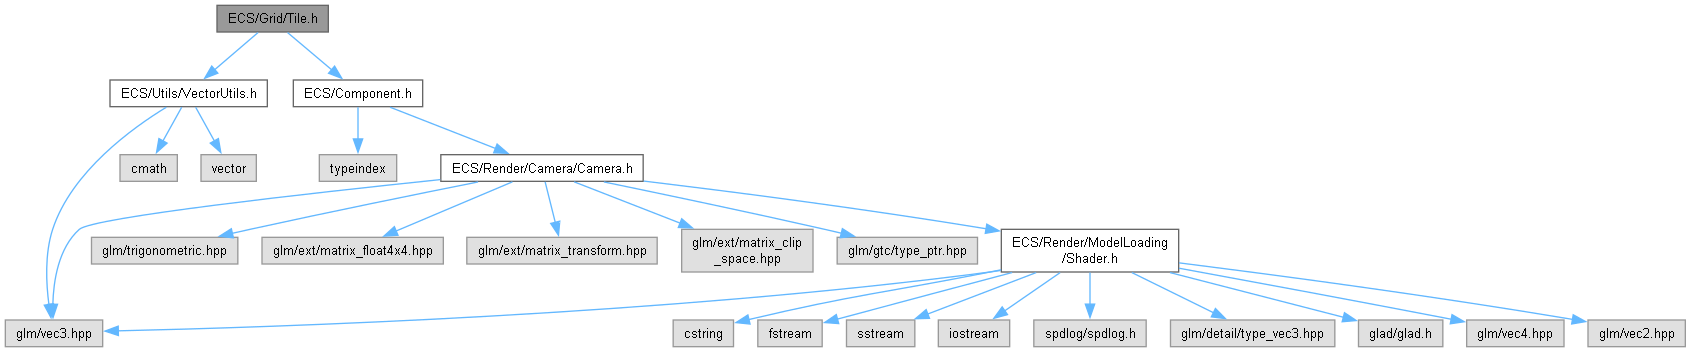 ECS/Grid/Tile.h
ECS/Utils/VectorUtils.h
ECS/Component.h
cmath
vector
typeindex
ECS/Render/Camera/Camera.h
glm/trigonometric.hpp
glm/ext/matrix_float4x4.hpp
glm/ext/matrix_transform.hpp
glm/ext/matrix_clip
_space.hpp
glm/gtc/type_ptr.hpp
ECS/Render/ModelLoading
/Shader.h
glm/vec3.hpp
cstring
fstream
sstream
iostream
spdlog/spdlog.h
glm/detail/type_vec3.hpp
glad/glad.h
glm/vec4.hpp
glm/vec2.hpp